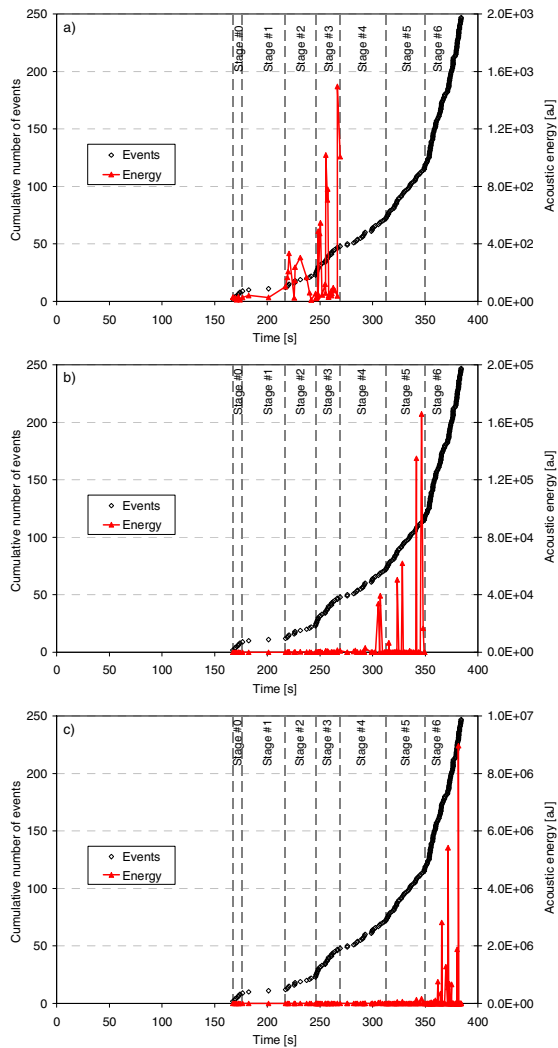 a)
Stage #0
Stage #1
Stage #2
Stage #3
Stage #4
Stage #5
Stage #6
250
200
150
100
50
0
2.0E+03
1.6E+03
1.2E+03
8.0E+02
4.0E+02
0.0E+00
Cumulative number of events
Acoustic energy [aJ]
Events
Energy
0 50 100 150 200 250 300 350 400
Time [s]
b)
Stage #0
Stage #1
Stage #2
Stage #3
Stage #4
Stage #5
Stage #6
250
200
150
100
50
0
2.0E+05
1.6E+05
1.2E+05
8.0E+04
4.0E+04
0.0E+00
Cumulative number of events
Acoustic energy [aJ]
Events
Energy
0 50 100 150 200 250 300 350 400
Time [s]
c)
Stage #0
Stage #1
Stage #2
Stage #3
Stage #4
Stage #5
Stage #6
250
200
150
100
50
0
1.0E+07
8.0E+06
6.0E+06
4.0E+06
2.0E+06
0.0E+00
Cumulative number of events
Acoustic energy [aJ]
Events
Energy
0 50 100 150 200 250 300 350 400
Time [s]